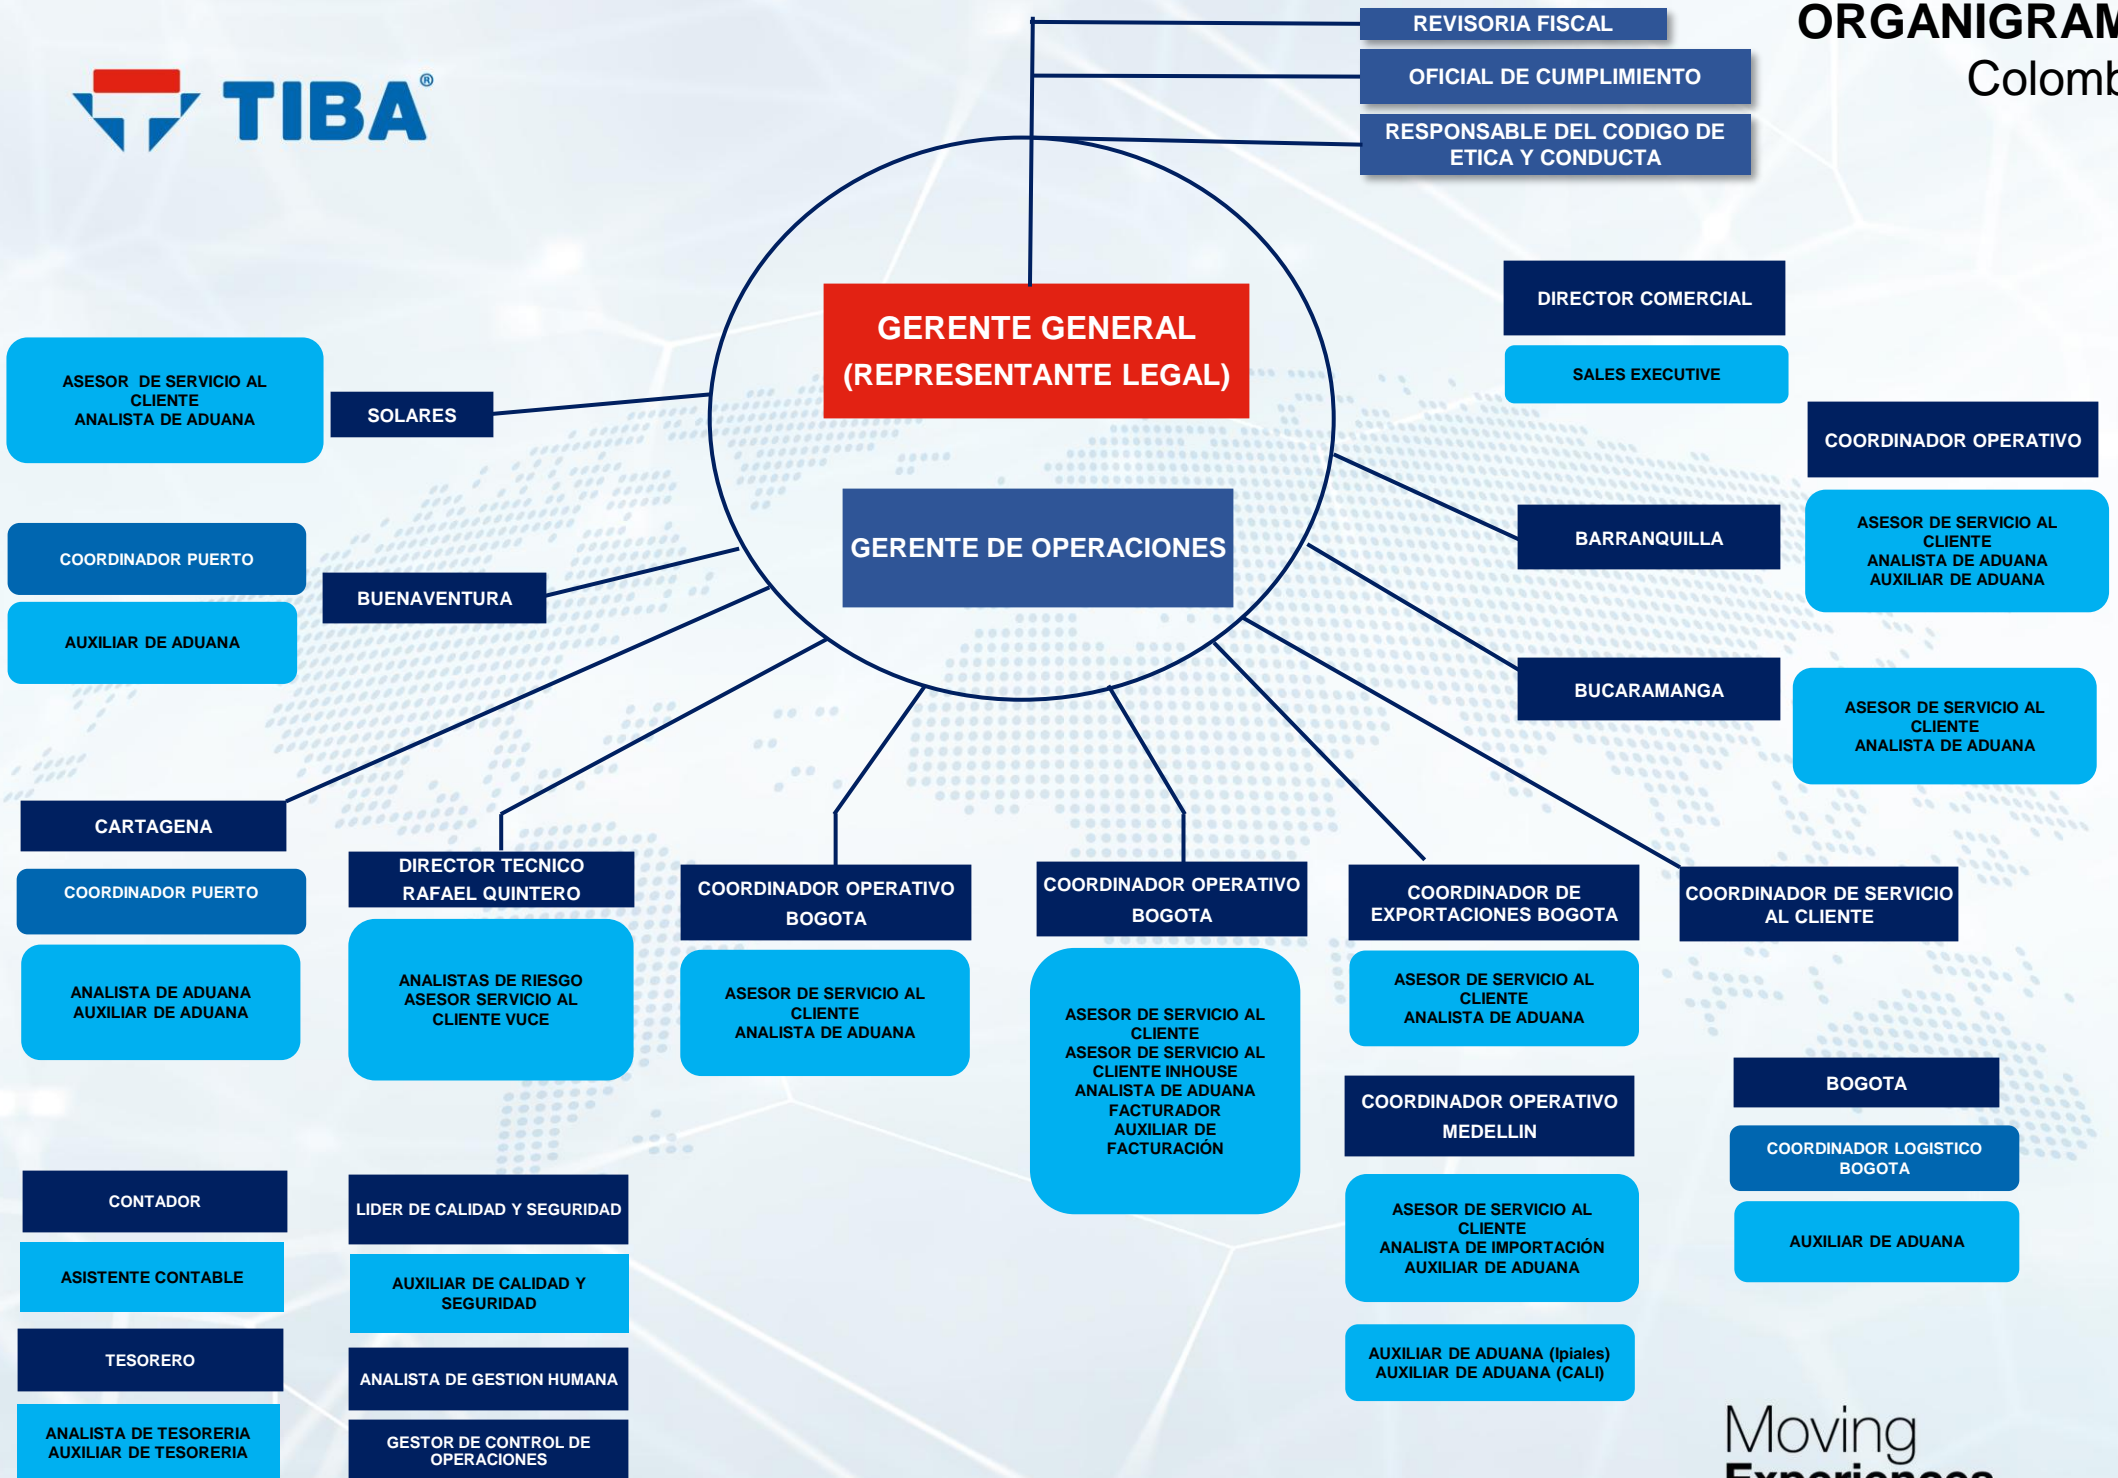 REVISORIA FISCAL
OFICIAL DE CUMPLIMIENTO
RESPONSABLE DEL CODIGO DE
ETICA Y CONDUCTA
ORGANIGRAM
Colomb
TIBA®
GERENTE GENERAL
(REPRESENTANTE LEGAL)
GERENTE DE OPERACIONES
DIRECTOR COMERCIAL
SALES EXECUTIVE
ASESOR DE SERVICIO AL
CLIENTE
ANALISTA DE ADUANA
SOLARES
COORDINADOR OPERATIVO
BARRANQUILLA
ASESOR DE SERVICIO AL
CLIENTE
ANALISTA DE ADUANA
AUXILIAR DE ADUANA
COORDINADOR PUERTO
AUXILIAR DE ADUANA
BUENAVENTURA
BUCARAMANGA
ASESOR DE SERVICIO AL
CLIENTE
ANALISTA DE ADUANA
CARTAGENA
COORDINADOR PUERTO
ANALISTA DE ADUANA
AUXILIAR DE ADUANA
DIRECTOR TECNICO
RAFAEL QUINTERO
ANALISTAS DE RIESGO
ASESOR SERVICIO AL
CLIENTE VUCE
COORDINADOR OPERATIVO
BOGOTA
ASESOR DE SERVICIO AL
CLIENTE
ANALISTA DE ADUANA
COORDINADOR OPERATIVO
BOGOTA
ASESOR DE SERVICIO AL
CLIENTE
ASESOR DE SERVICIO AL
CLIENTE INHOUSE
ANALISTA DE ADUANA
FACTURADOR
AUXILIAR DE
FACTURACIÓN
COORDINADOR DE
EXPORTACIONES BOGOTA
ASESOR DE SERVICIO AL
CLIENTE
ANALISTA DE ADUANA
COORDINADOR DE SERVICIO
AL CLIENTE
COORDINADOR OPERATIVO
MEDELLIN
ASESOR DE SERVICIO AL
CLIENTE
ANALISTA DE IMPORTACIÓN
AUXILIAR DE ADUANA
AUXILIAR DE ADUANA (Ipiales)
AUXILIAR DE ADUANA (CALI)
BOGOTA
COORDINADOR LOGISTICO
BOGOTA
AUXILIAR DE ADUANA
CONTADOR
ASISTENTE CONTABLE
TESORERO
ANALISTA DE TESORERIA
AUXILIAR DE TESORERIA
LIDER DE CALIDAD Y SEGURIDAD
AUXILIAR DE CALIDAD Y
SEGURIDAD
ANALISTA DE GESTION HUMANA
GESTOR DE CONTROL DE
OPERACIONES
Moving
Experiences